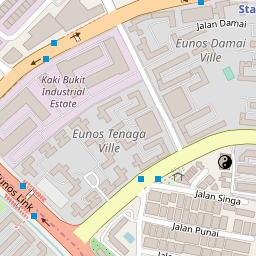 Sta
Jalan Damai
Eunos Damai
Ville
Kaki Bukit
Industrial
Estate
Eunos Tenaga
Ville
Eunos Link
Jalan Singa
Jalan Punai